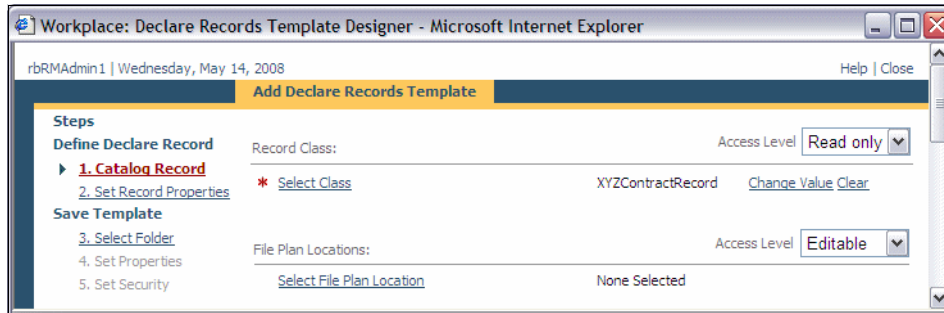 Workplace: Declare Records Template Designer - Microsoft Internet Explorer
rbRMAdmin1 | Wednesday, May 14, 2008
Help | Close
Add Declare Records Template
Steps
Define Declare Record
1. Catalog Record
2. Set Record Properties
Save Template
3. Select Folder
4. Set Properties
5. Set Security
Record Class:
Access Level Read only
* Select Class XYZContractRecord Change Value Clear
File Plan Locations:
Access Level Editable
Select File Plan Location None Selected